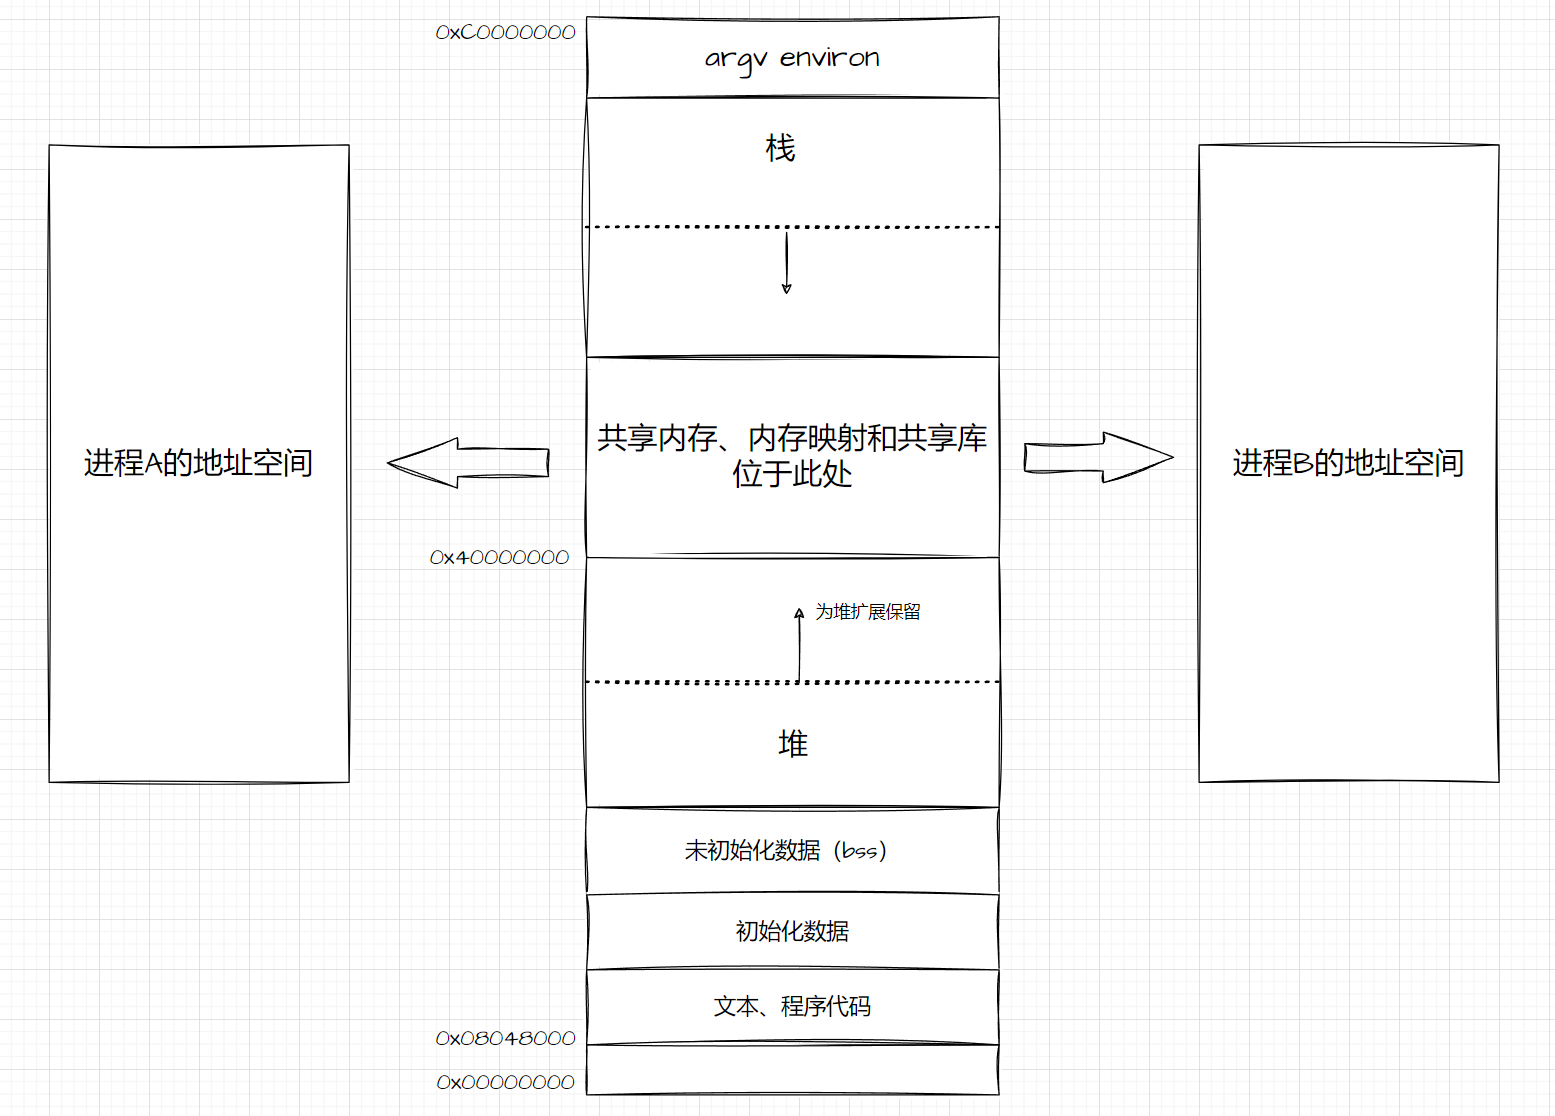 0xC0000000
argv environ
栈
共享内存、内存映射和共享库
位于此处
进程A的地址空间
进程B的地址空间
0x40000000
为堆扩展保留
堆
未初始化数据（bss）
初始化数据
文本、程序代码
0x08048000
0x00000000